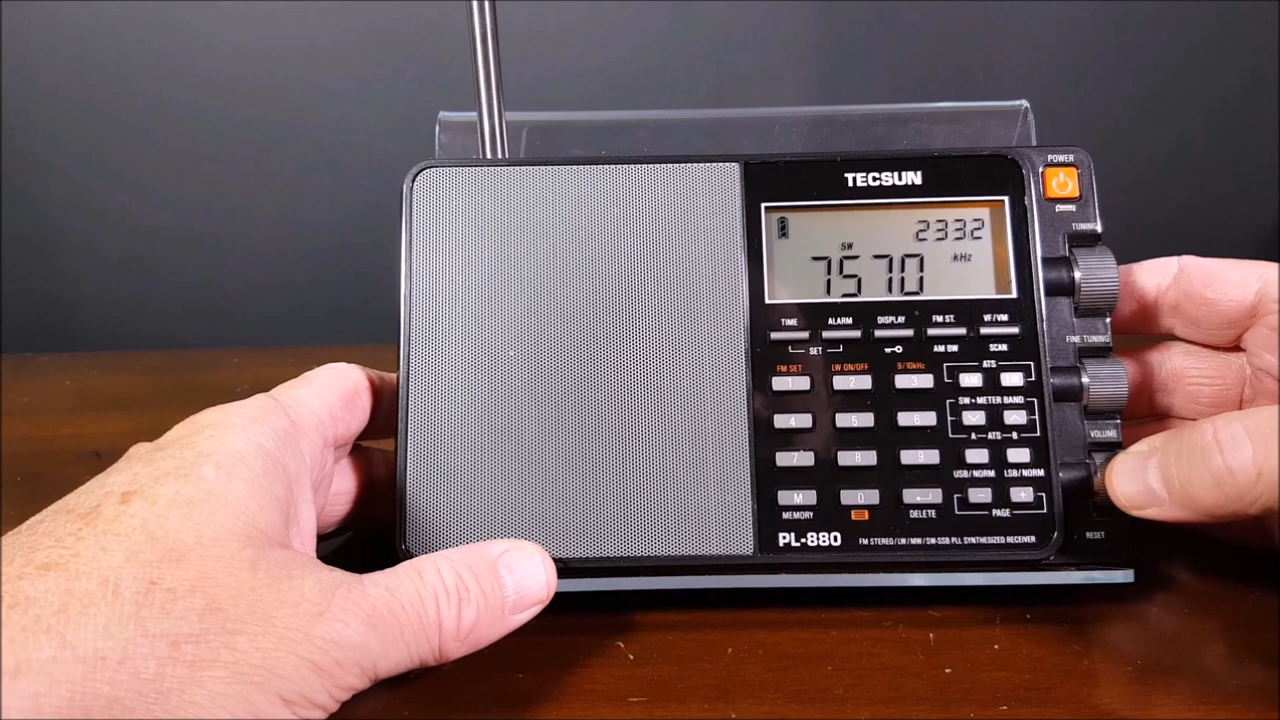 POWER
TECSUN
2332
SW
7570 kHz
TUNING
TIME ALARM DISPLAY FM ST. VF/VM
SET AM BW SCAN
FINE TUNING
FM SET LW ON/OFF 9/10kHz ATS
1 2 3 AM FM
SW • METER BAND
4 5 6
A — ATS — B
VOLUME
7 8 9
USB/NORM LSB/NORM
M 0 - +
MEMORY DELETE PAGE
RESET
PL-880 FM STEREO/LW/MW/SW-SSB PLL SYNTHESIZED RECEIVER